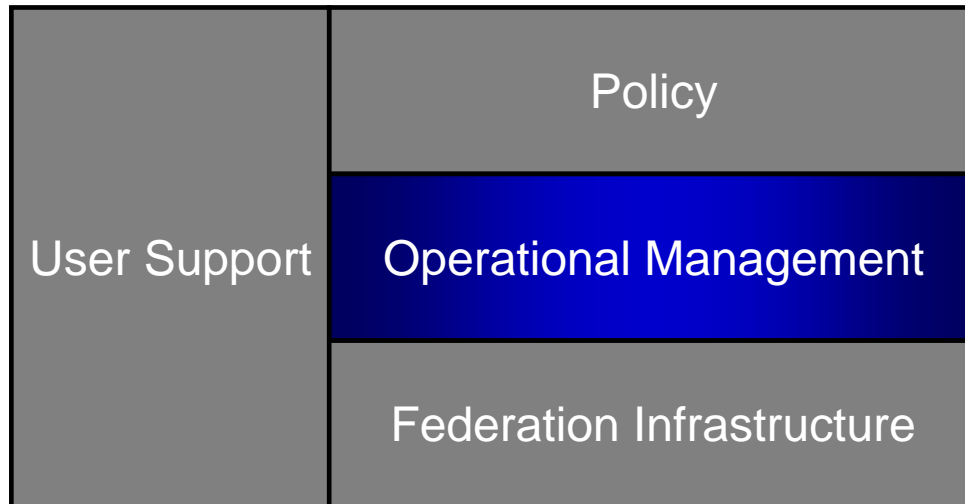 User Support
Policy
Operational Management
Federation Infrastructure